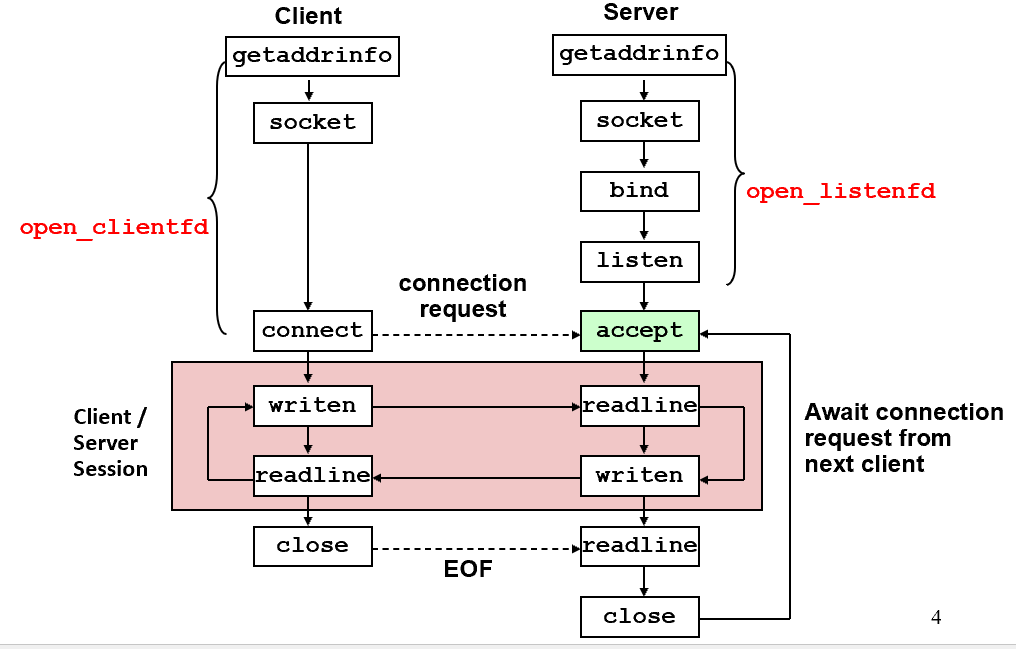 Client
Server
getaddrinfo
getaddrinfo
socket
socket
bind
open_listenfd
open_clientfd
listen
connection
request
connect
accept
Client /
Server
Session
writen
readline
Await connection
request from
next client
readline
writen
close
readline
EOF
close
4